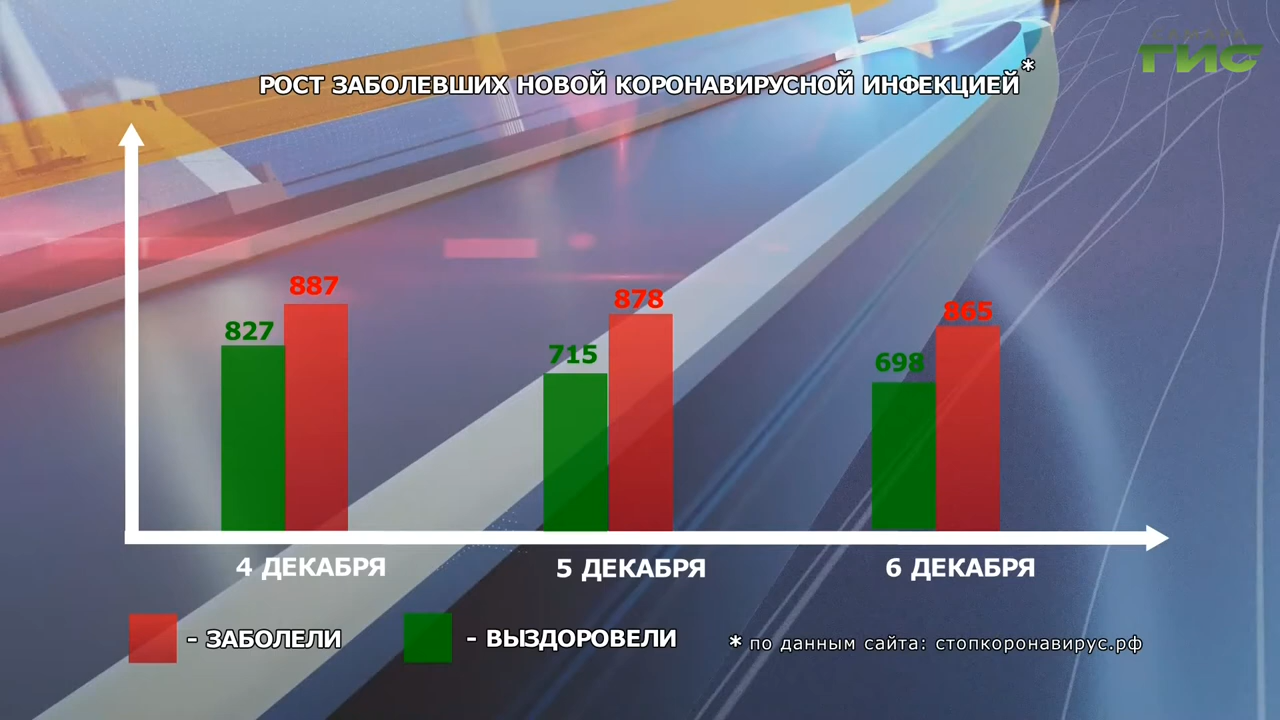 САМАРА
ГИС
РОСТ ЗАБОЛЕВШИХ НОВОЙ КОРОНАВИРУСНОЙ ИНФЕКЦИЕЙ*
887
827
878
715
865
698
4 ДЕКАБРЯ
5 ДЕКАБРЯ
6 ДЕКАБРЯ
- ЗАБОЛЕЛИ
- ВЫЗДОРОВЕЛИ
* по данным сайта: стопкоронавирус.рф